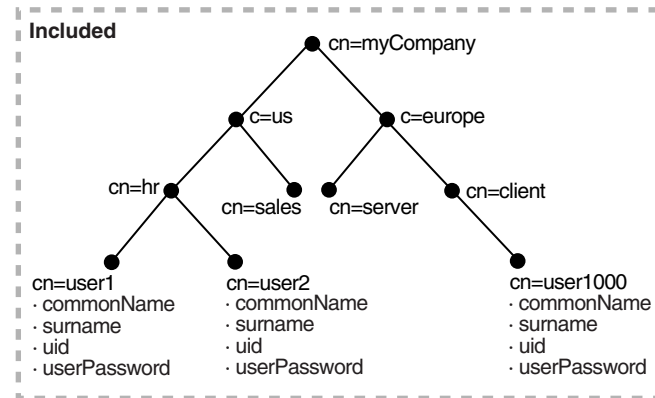 Included
cn=myCompany
c=us
c=europe
cn=hr
cn=sales
cn=server
cn=client
cn=user1
· commonName
· surname
· uid
· userPassword
cn=user2
· commonName
· surname
· uid
· userPassword
cn=user1000
· commonName
· surname
· uid
· userPassword